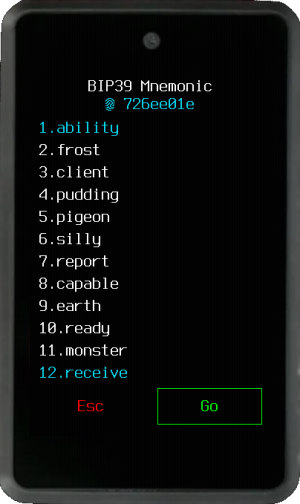 BIP39 Mnemonic
726ee01e
1.ability
2.frost
3.client
4.pudding
5.pigeon
6.silly
7.report
8.capable
9.earth
10.ready
11.monster
12.receive
Esc
Go